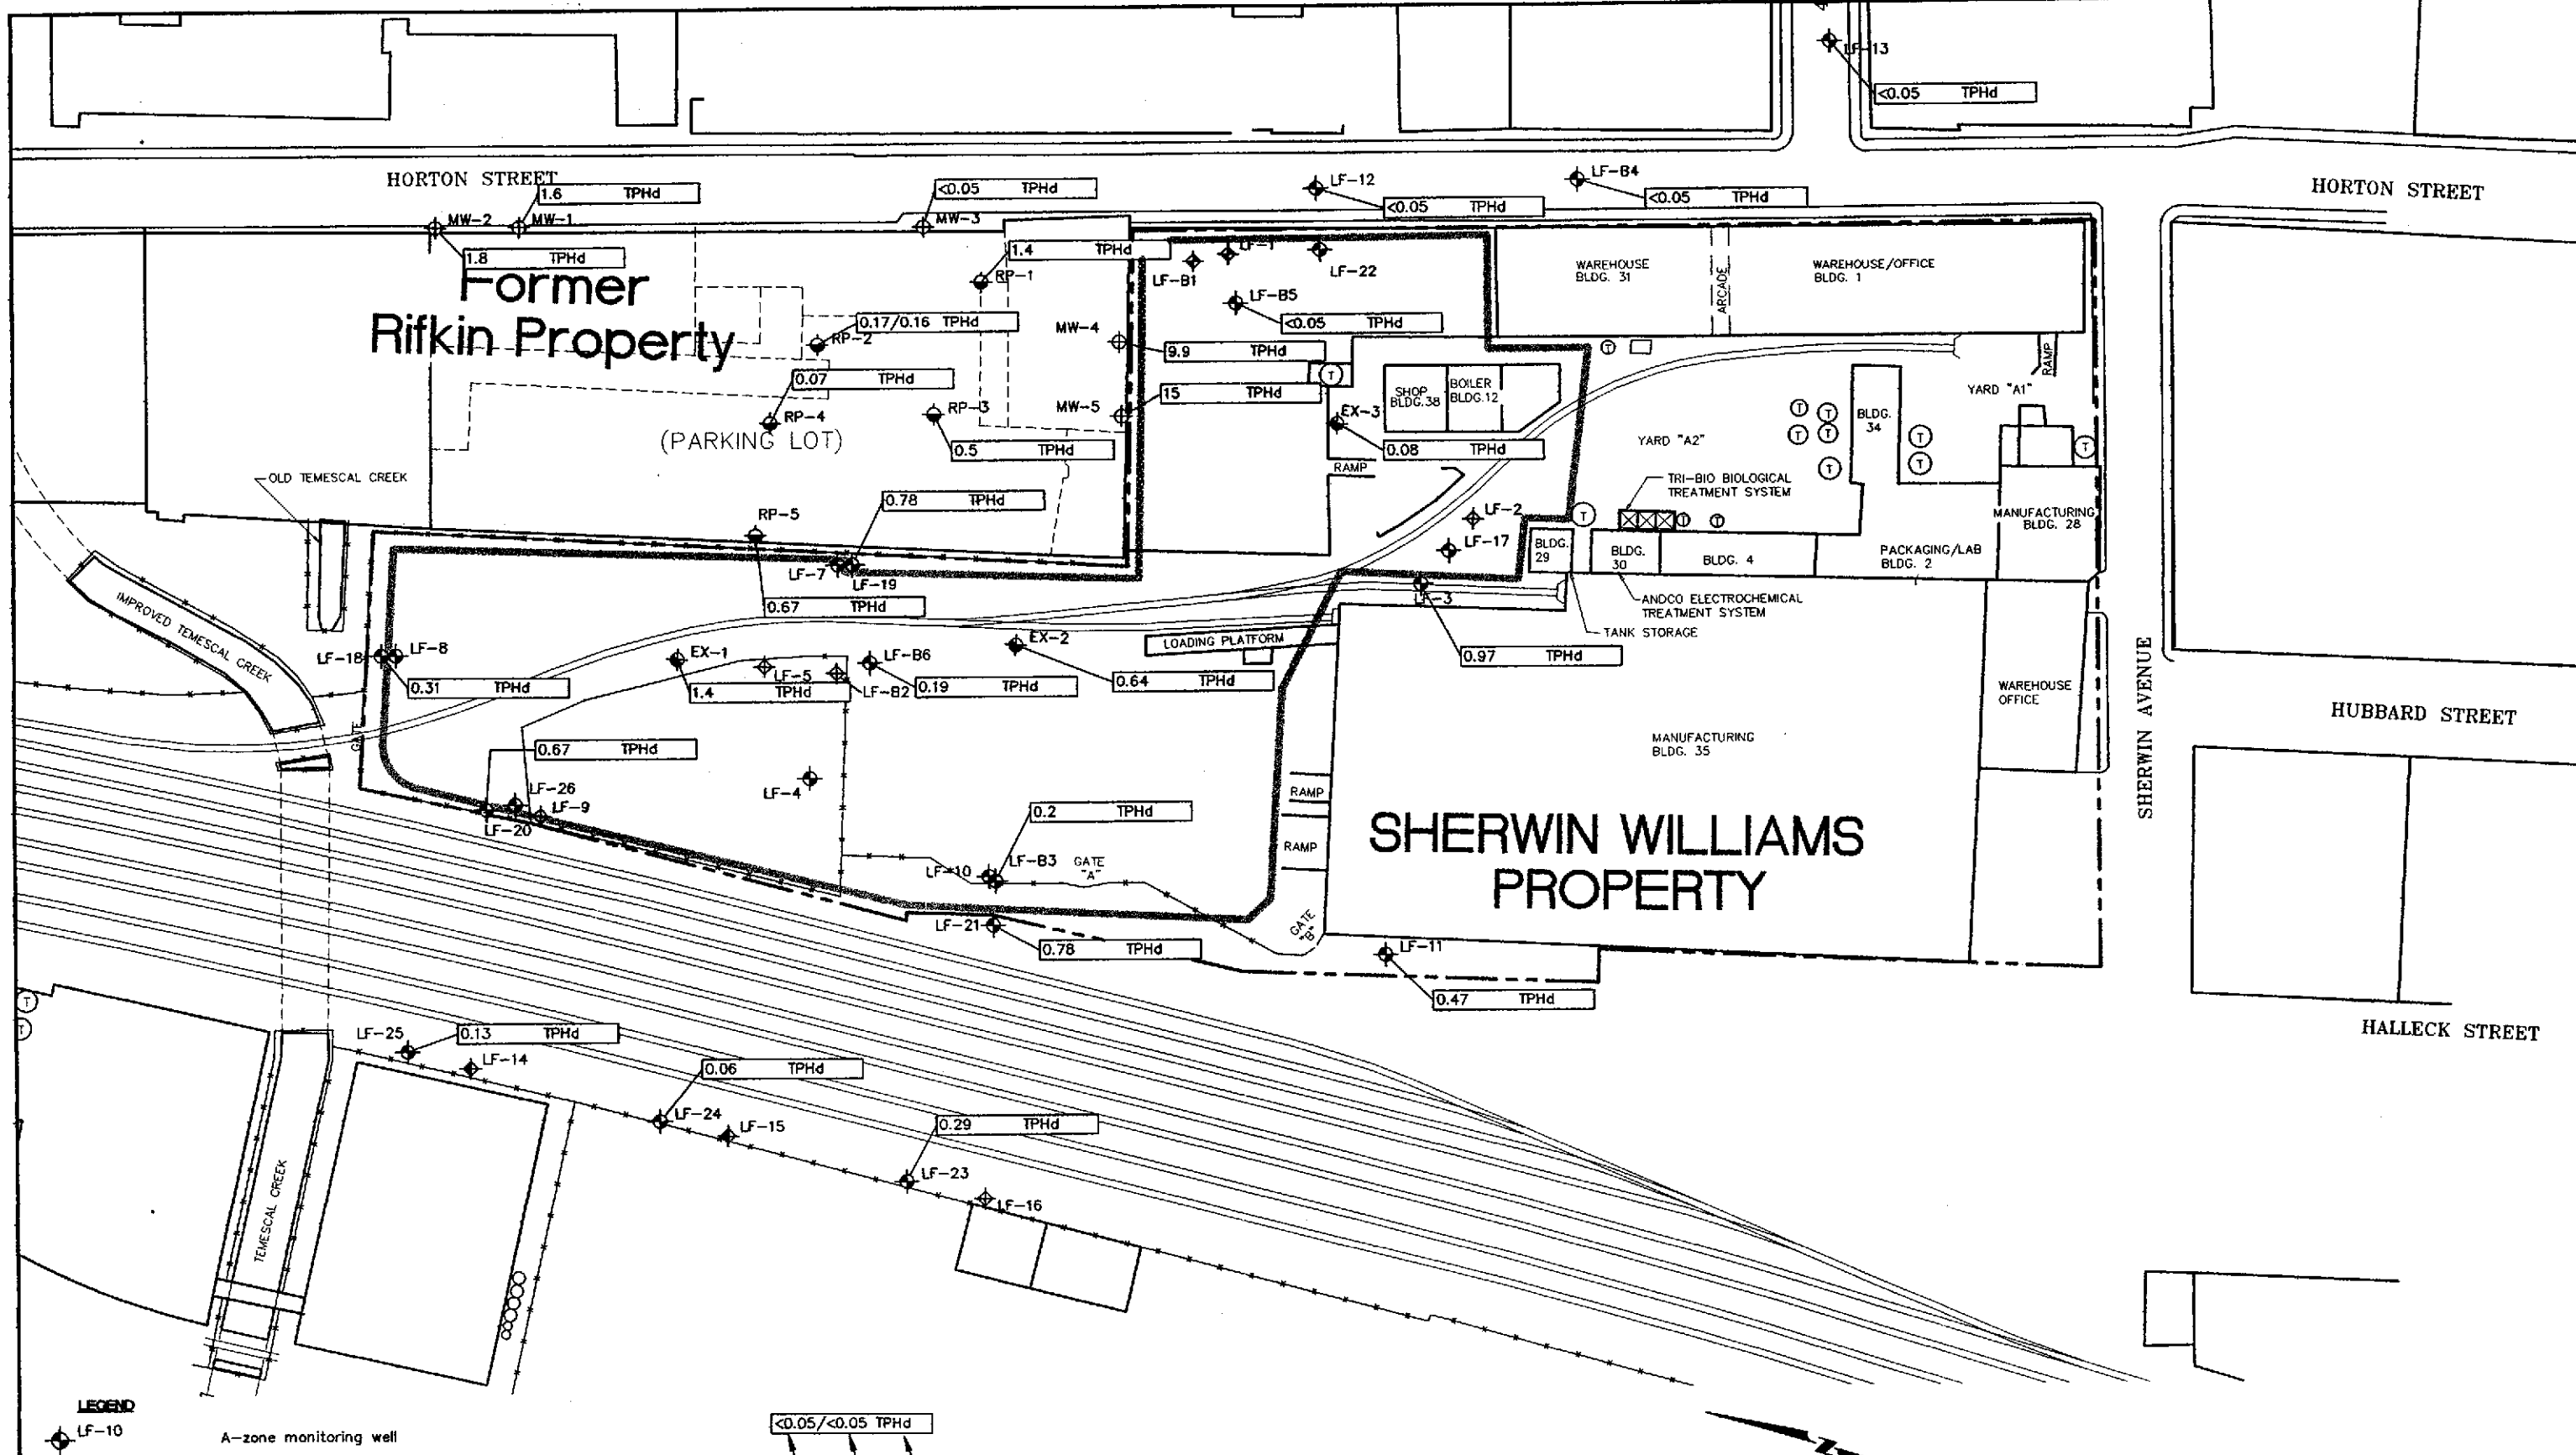 LF-13
<0.05 TPHd
HORTON STREET
1.6 TPHd
<0.05 TPHd
LF-12
LF-B4
<0.05 TPHd
<0.05 TPHd
HORTON STREET
MW-2
MW-1
MW-3
1.8 TPHd
1.4 TPHd
RP-1
LF-1
LF-B1
LF-22
WAREHOUSE
BLDG. 31
ARCADE
WAREHOUSE/OFFICE
BLDG. 1
Former
Rifkin Property
LF-B5
<0.05 TPHd
0.17/0.16 TPHd
RP-2
MW-4
9.9 TPHd
T
T
RAMP
0.07 TPHd
RP-4
(PARKING LOT)
RP-3
0.5 TPHd
MW-5
15 TPHd
SHOP
BLDG.38
BOILER
BLDG.12
EX-3
0.08 TPHd
RAMP
YARD "A2"
T
T
T
T
T
BLDG.
34
T
T
YARD "A1"
T
OLD TEMESCAL CREEK
0.78 TPHd
RP-5
LF-2
LF-17
T
TRI-BIO BIOLOGICAL
TREATMENT SYSTEM
T
T
MANUFACTURING
BLDG. 28
BLDG.
29
BLDG.
30
BLDG. 4
PACKAGING/LAB
BLDG. 2
LF-7
LF-19
0.67 TPHd
LF-3
ANDCO ELECTROCHEMICAL
TREATMENT SYSTEM
TANK STORAGE
IMPROVED TEMESCAL CREEK
LF-18
LF-8
0.31 TPHd
EX-1
1.4 TPHd
LF-5
LF-B2
LF-B6
0.19 TPHd
EX-2
0.64 TPHd
LOADING PLATFORM
0.97 TPHd
WAREHOUSE
OFFICE
SHERWIN AVENUE
HUBBARD STREET
GATE
0.67 TPHd
MANUFACTURING
BLDG. 35
LF-26
LF-9
LF-20
LF-4
RAMP
RAMP
0.2 TPHd
LF-10
LF-B3
GATE
"A"
SHERWIN WILLIAMS
PROPERTY
LF-21
0.78 TPHd
GATE
"B"
LF-11
0.47 TPHd
T
T
HALLECK STREET
LF-25
0.13 TPHd
LF-14
0.06 TPHd
LF-24
LF-15
0.29 TPHd
LF-23
LF-16
TEMESCAL CREEK
LEGEND
LF-10
A-zone monitoring well
<0.05/<0.05 TPHd
N